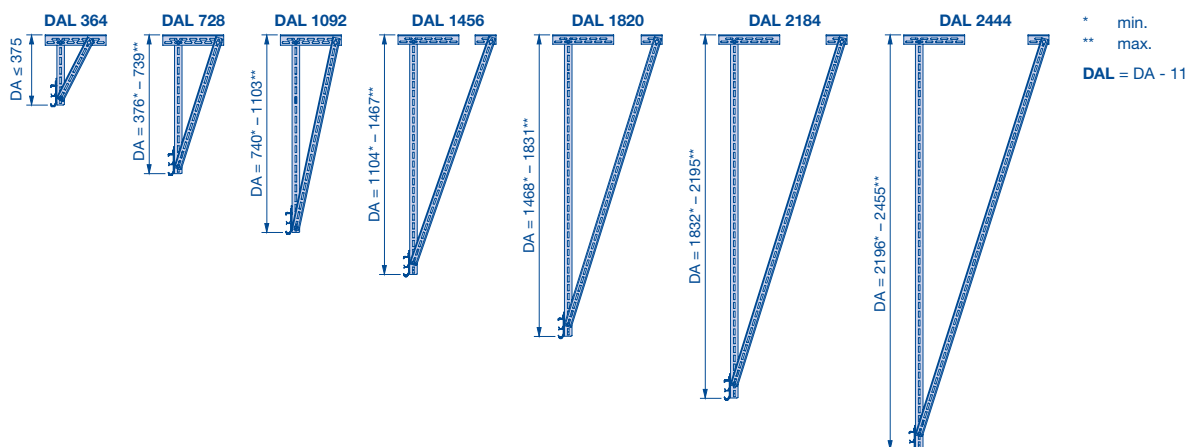 DAL 364
DAL 728
DAL 1092
DAL 1456
DAL 1820
DAL 2184
DAL 2444
* min.
** max.
DAL = DA - 11
DA ≤ 375
DA = 376* – 739**
DA = 740* – 1103**
DA = 1104* – 1467**
DA = 1468* – 1831**
DA = 1832* – 2195**
DA = 2196* – 2455**